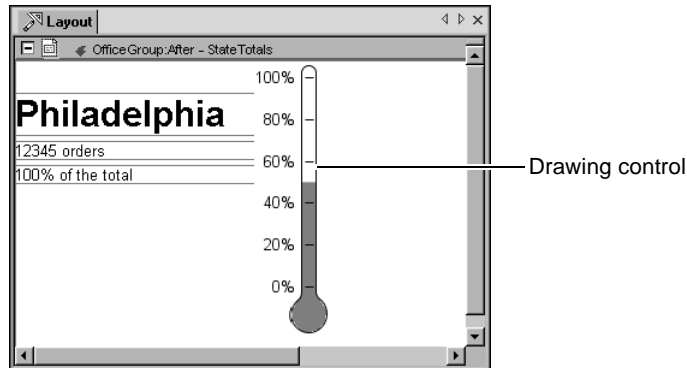 Layout
OfficeGroup:After - StateTotals
100%
Philadelphia
80%
12345 orders
60%
Drawing control
100% of the total
40%
20%
0%